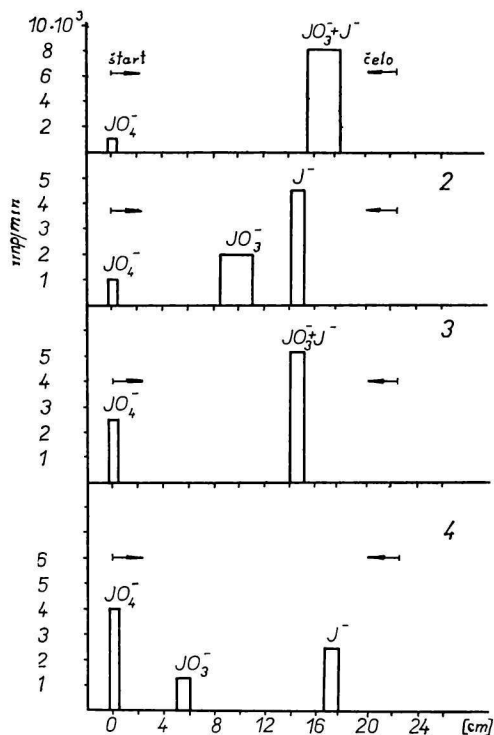 10·10³
8
6
4
2
štart
čelo
JO₄⁻
JO₃⁻+J⁻
imp/min
5
4
3
2
1
2
JO₄⁻
JO₃⁻
J⁻
5
4
3
2
1
3
JO₄⁻
JO₃⁻+J⁻
6
5
4
3
2
1
4
JO₄⁻
JO₃⁻
J⁻
0 4 8 12 16 20 24 [cm]